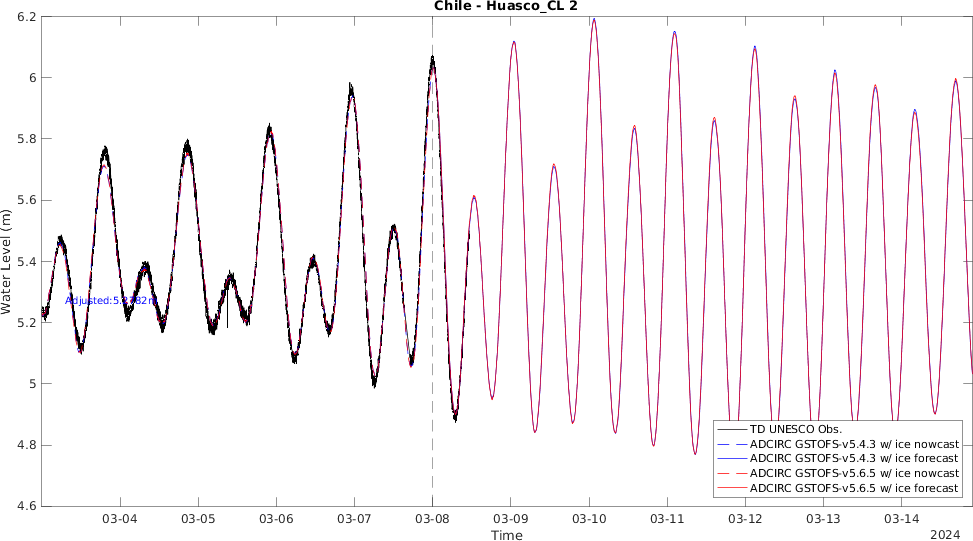 Chile - Huasco_CL 2
Water Level (m)
6.2
6
5.8
5.6
5.4
5.2
5
4.8
4.6
TD UNESCO Obs.
ADCIRC GSTOFS-v5.4.3 w/ ice nowcast
ADCIRC GSTOFS-v5.4.3 w/ ice forecast
ADCIRC GSTOFS-v5.6.5 w/ ice nowcast
ADCIRC GSTOFS-v5.6.5 w/ ice forecast
03-04 03-05 03-06 03-07 03-08 03-09 03-10 03-11 03-12 03-13 03-14
Time
2024